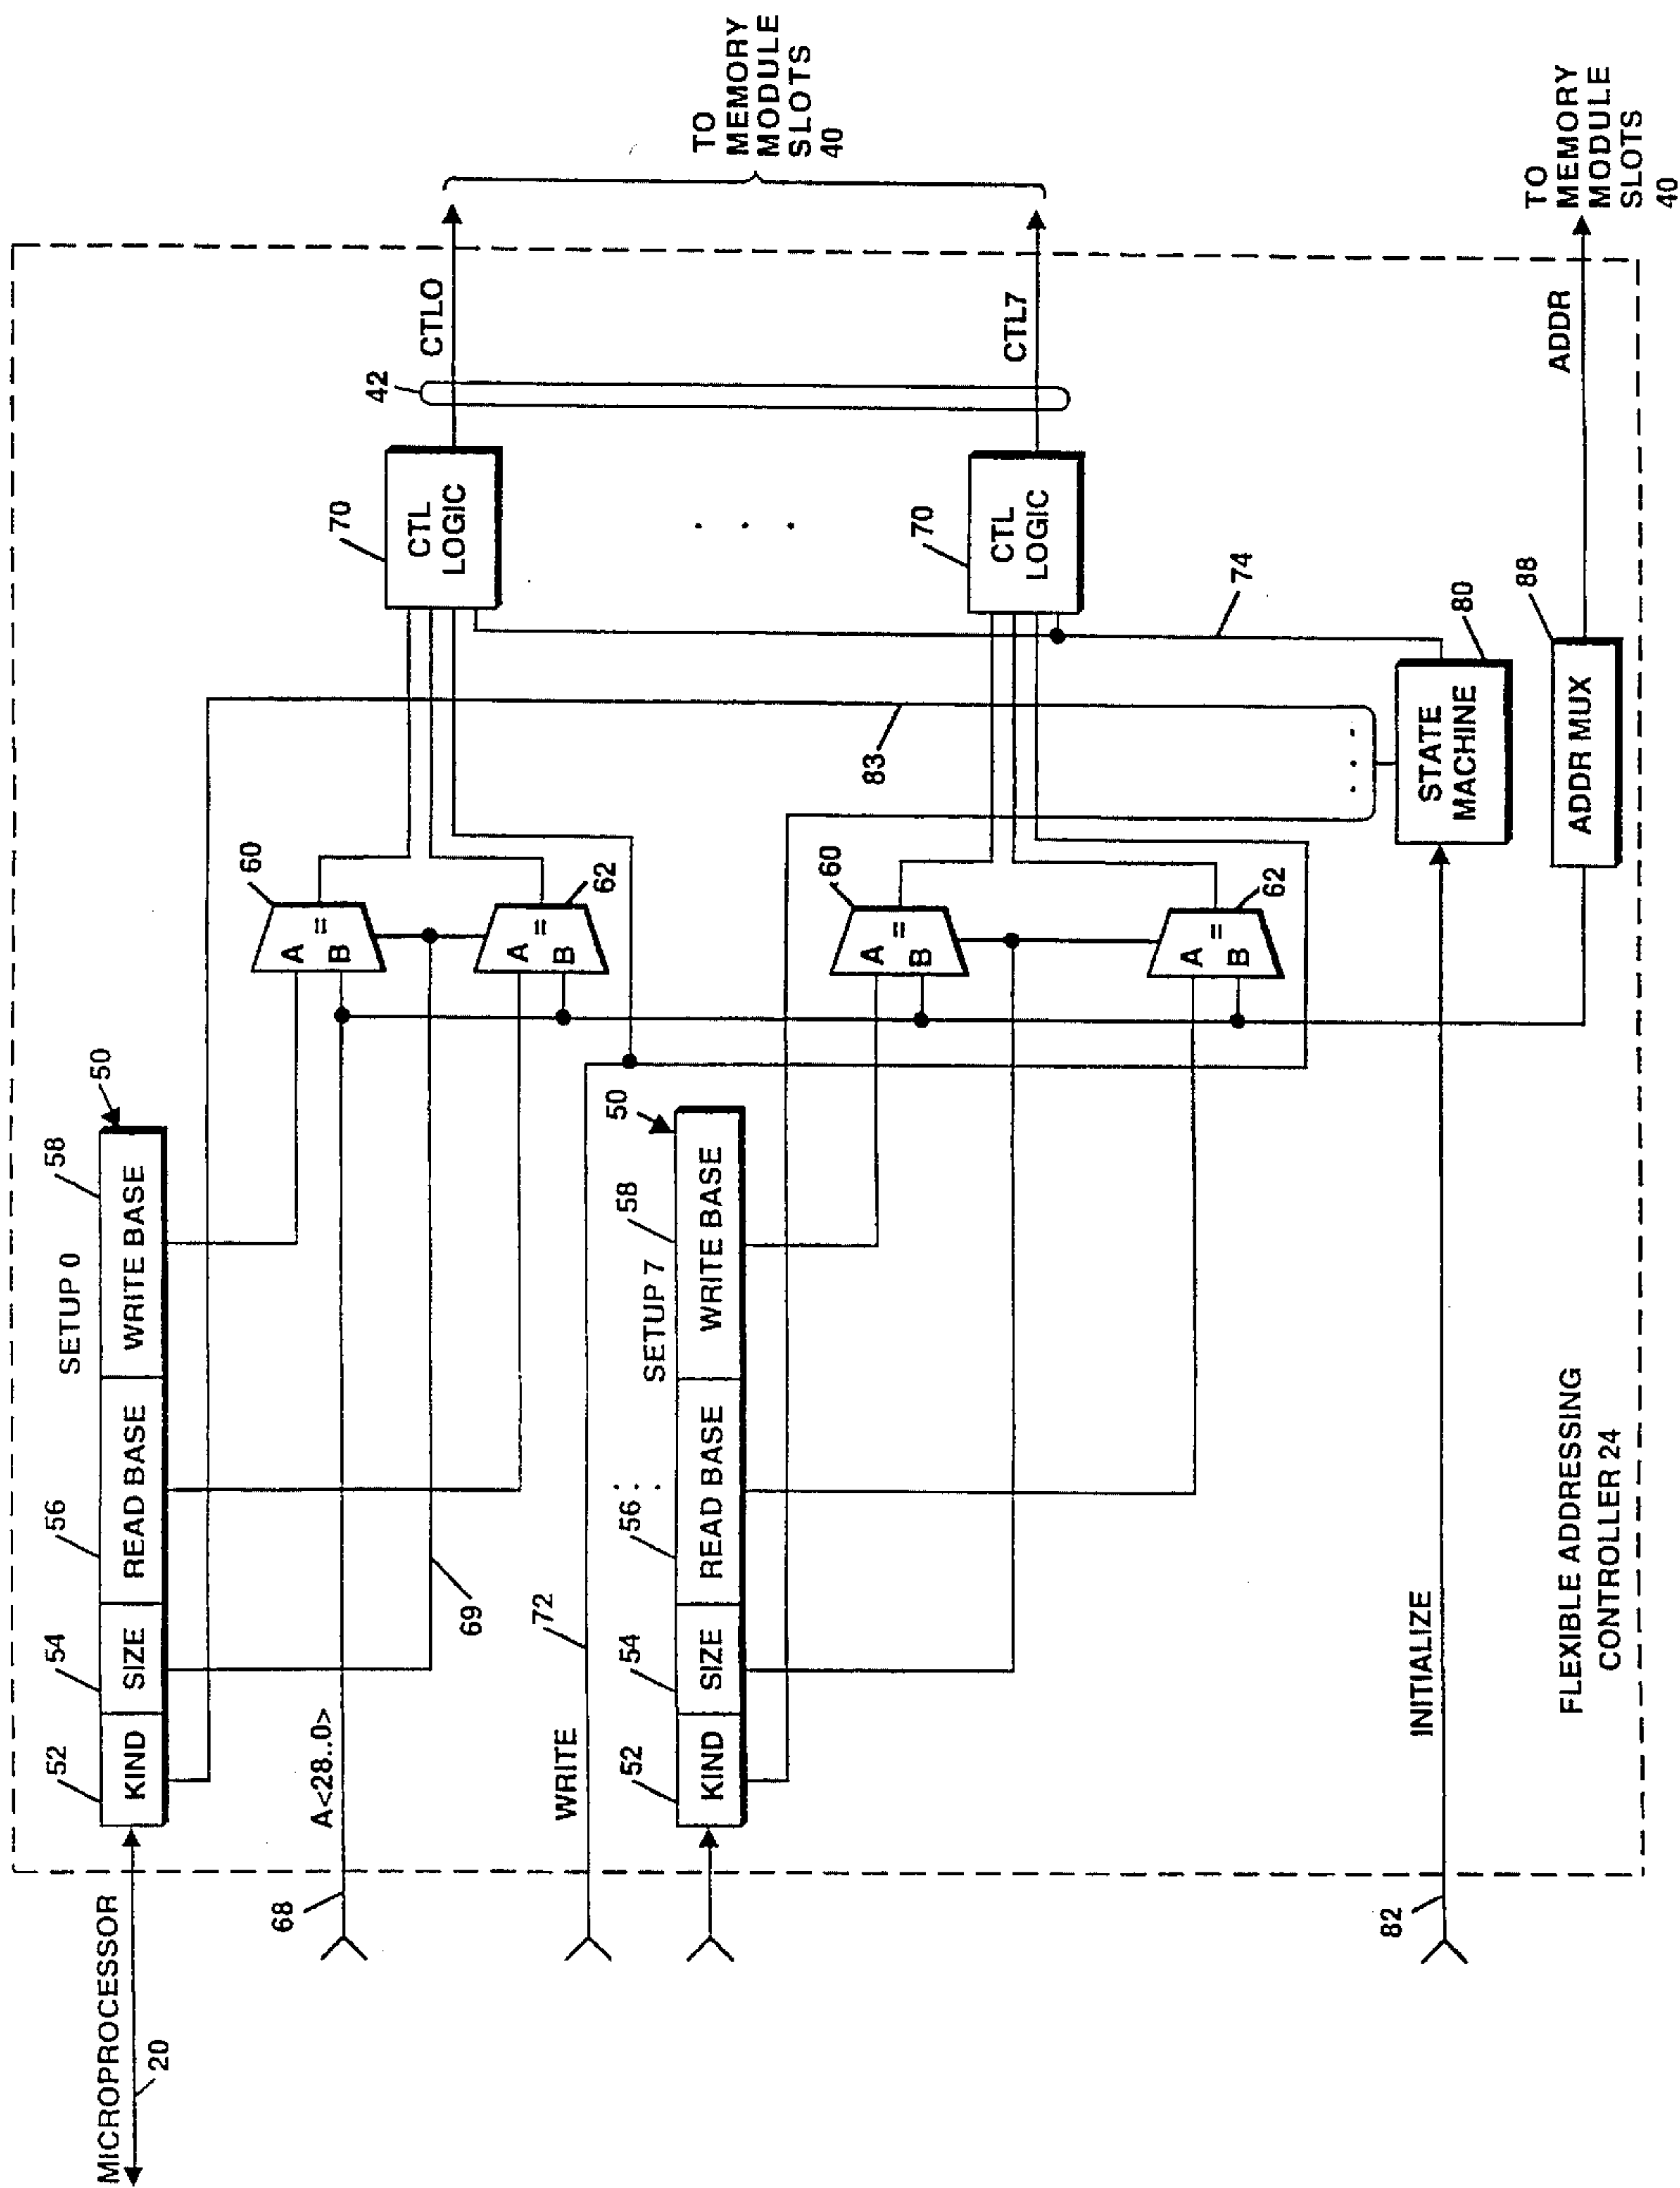 MICROPROCESSOR
20
52
54
56
58
SETUP 0
50
KIND
SIZE
READ BASE
WRITE BASE
68
A<28..0>
69
60
A
B
=
62
A
B
=
70
CTL
LOGIC
42
CTL0
TO
MEMORY
MODULE
SLOTS
40
WRITE
72
52
54
56
SETUP 7
58
50
KIND
SIZE
READ BASE
WRITE BASE
60
A
B
=
62
A
B
=
83
70
CTL
LOGIC
CTL7
74
82
INITIALIZE
STATE
MACHINE
80
ADDR MUX
88
ADDR
TO
MEMORY
MODULE
SLOTS
40
FLEXIBLE ADDRESSING
CONTROLLER 24